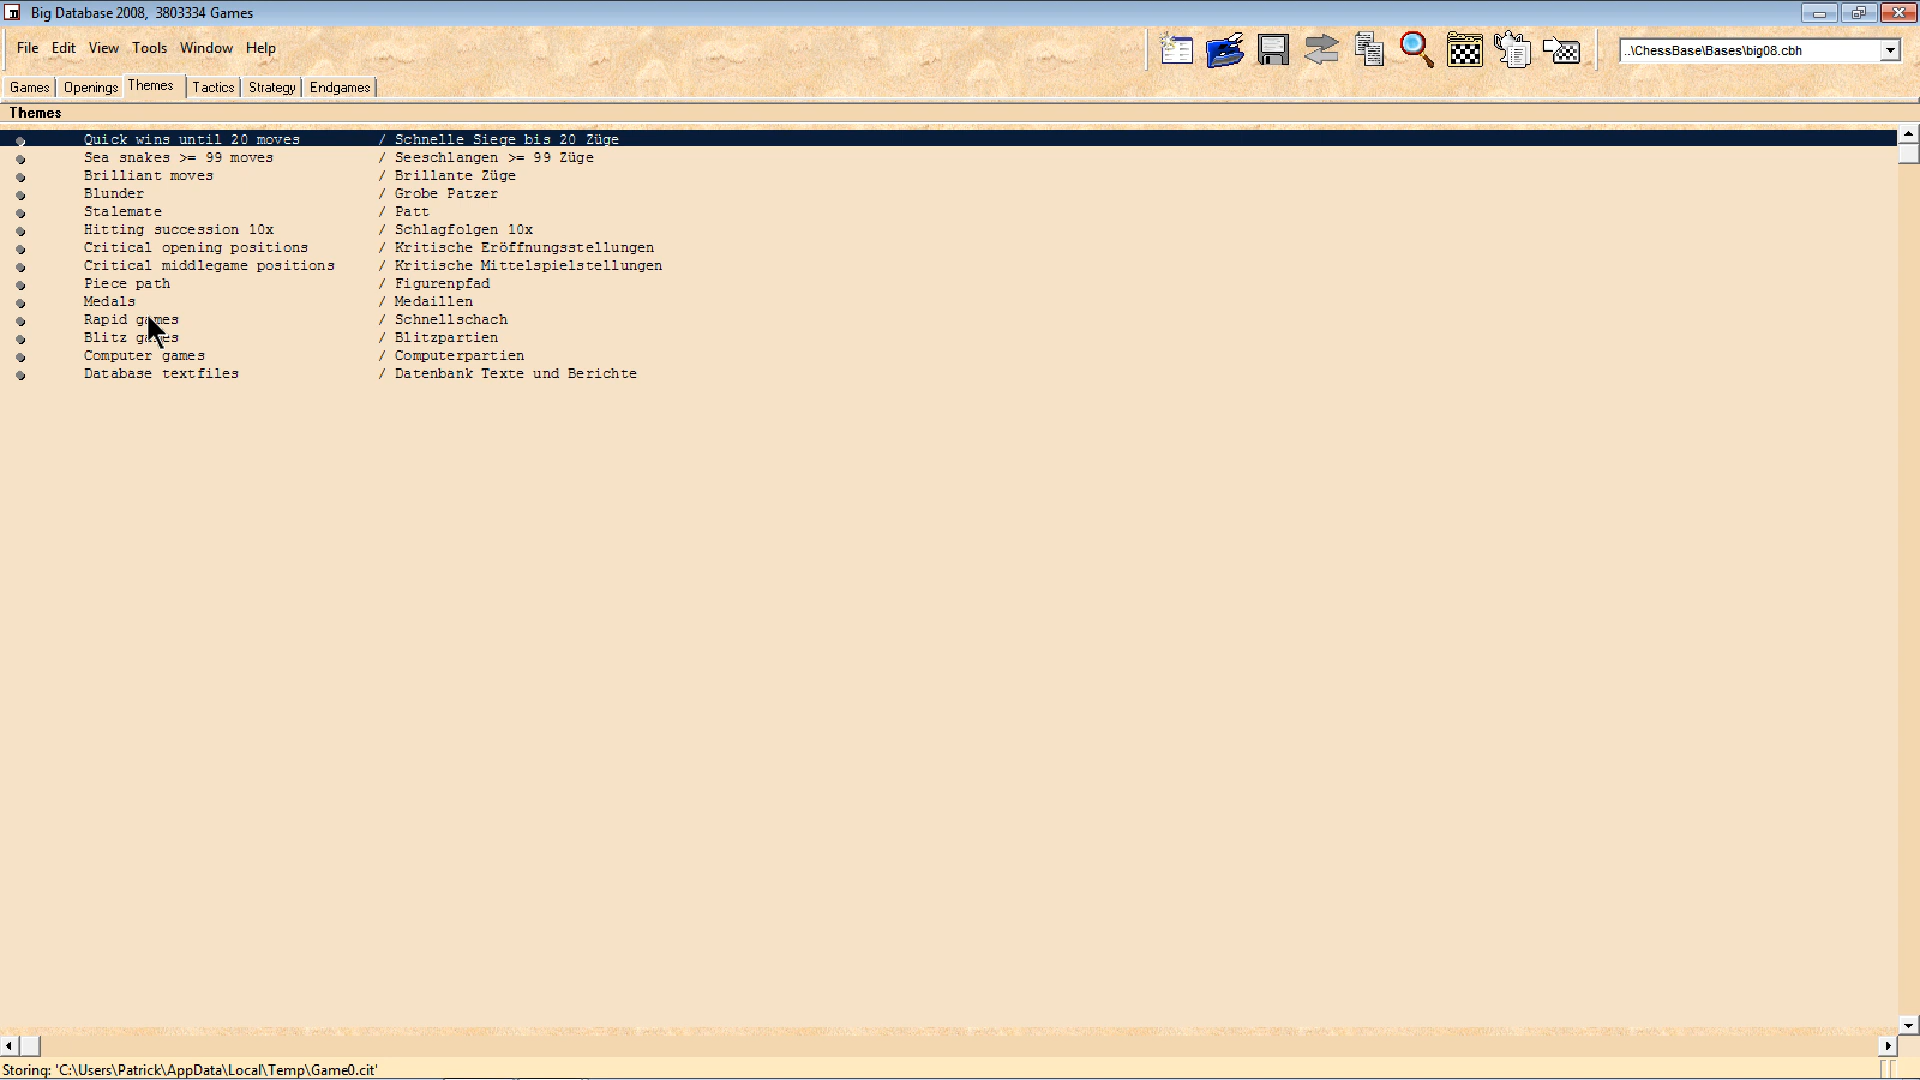 Big Database 2008, 3803334 Games
File Edit View Tools Window Help
..\ChessBase\Bases\big08.cbh
Games Openings Themes Tactics Strategy Endgames
Themes
Quick wins until 20 moves / Schnelle Siege bis 20 Züge
Sea snakes >= 99 moves / Seeschlangen >= 99 Züge
Brilliant moves / Brillante Züge
Blunder / Grobe Patzer
Stalemate / Patt
Hitting succession 10x / Schlagfolgen 10x
Critical opening positions / Kritische Eröffnungsstellungen
Critical middlegame positions / Kritische Mittelspielstellungen
Piece path / Figurenpfad
Medals / Medaillen
Rapid games / Schnellschach
Blitz games / Blitzpartien
Computer games / Computerpartien
Database textfiles / Datenbank Texte und Berichte
Storing: 'C:\Users\Patrick\AppData\Local\Temp\Game0.cit'